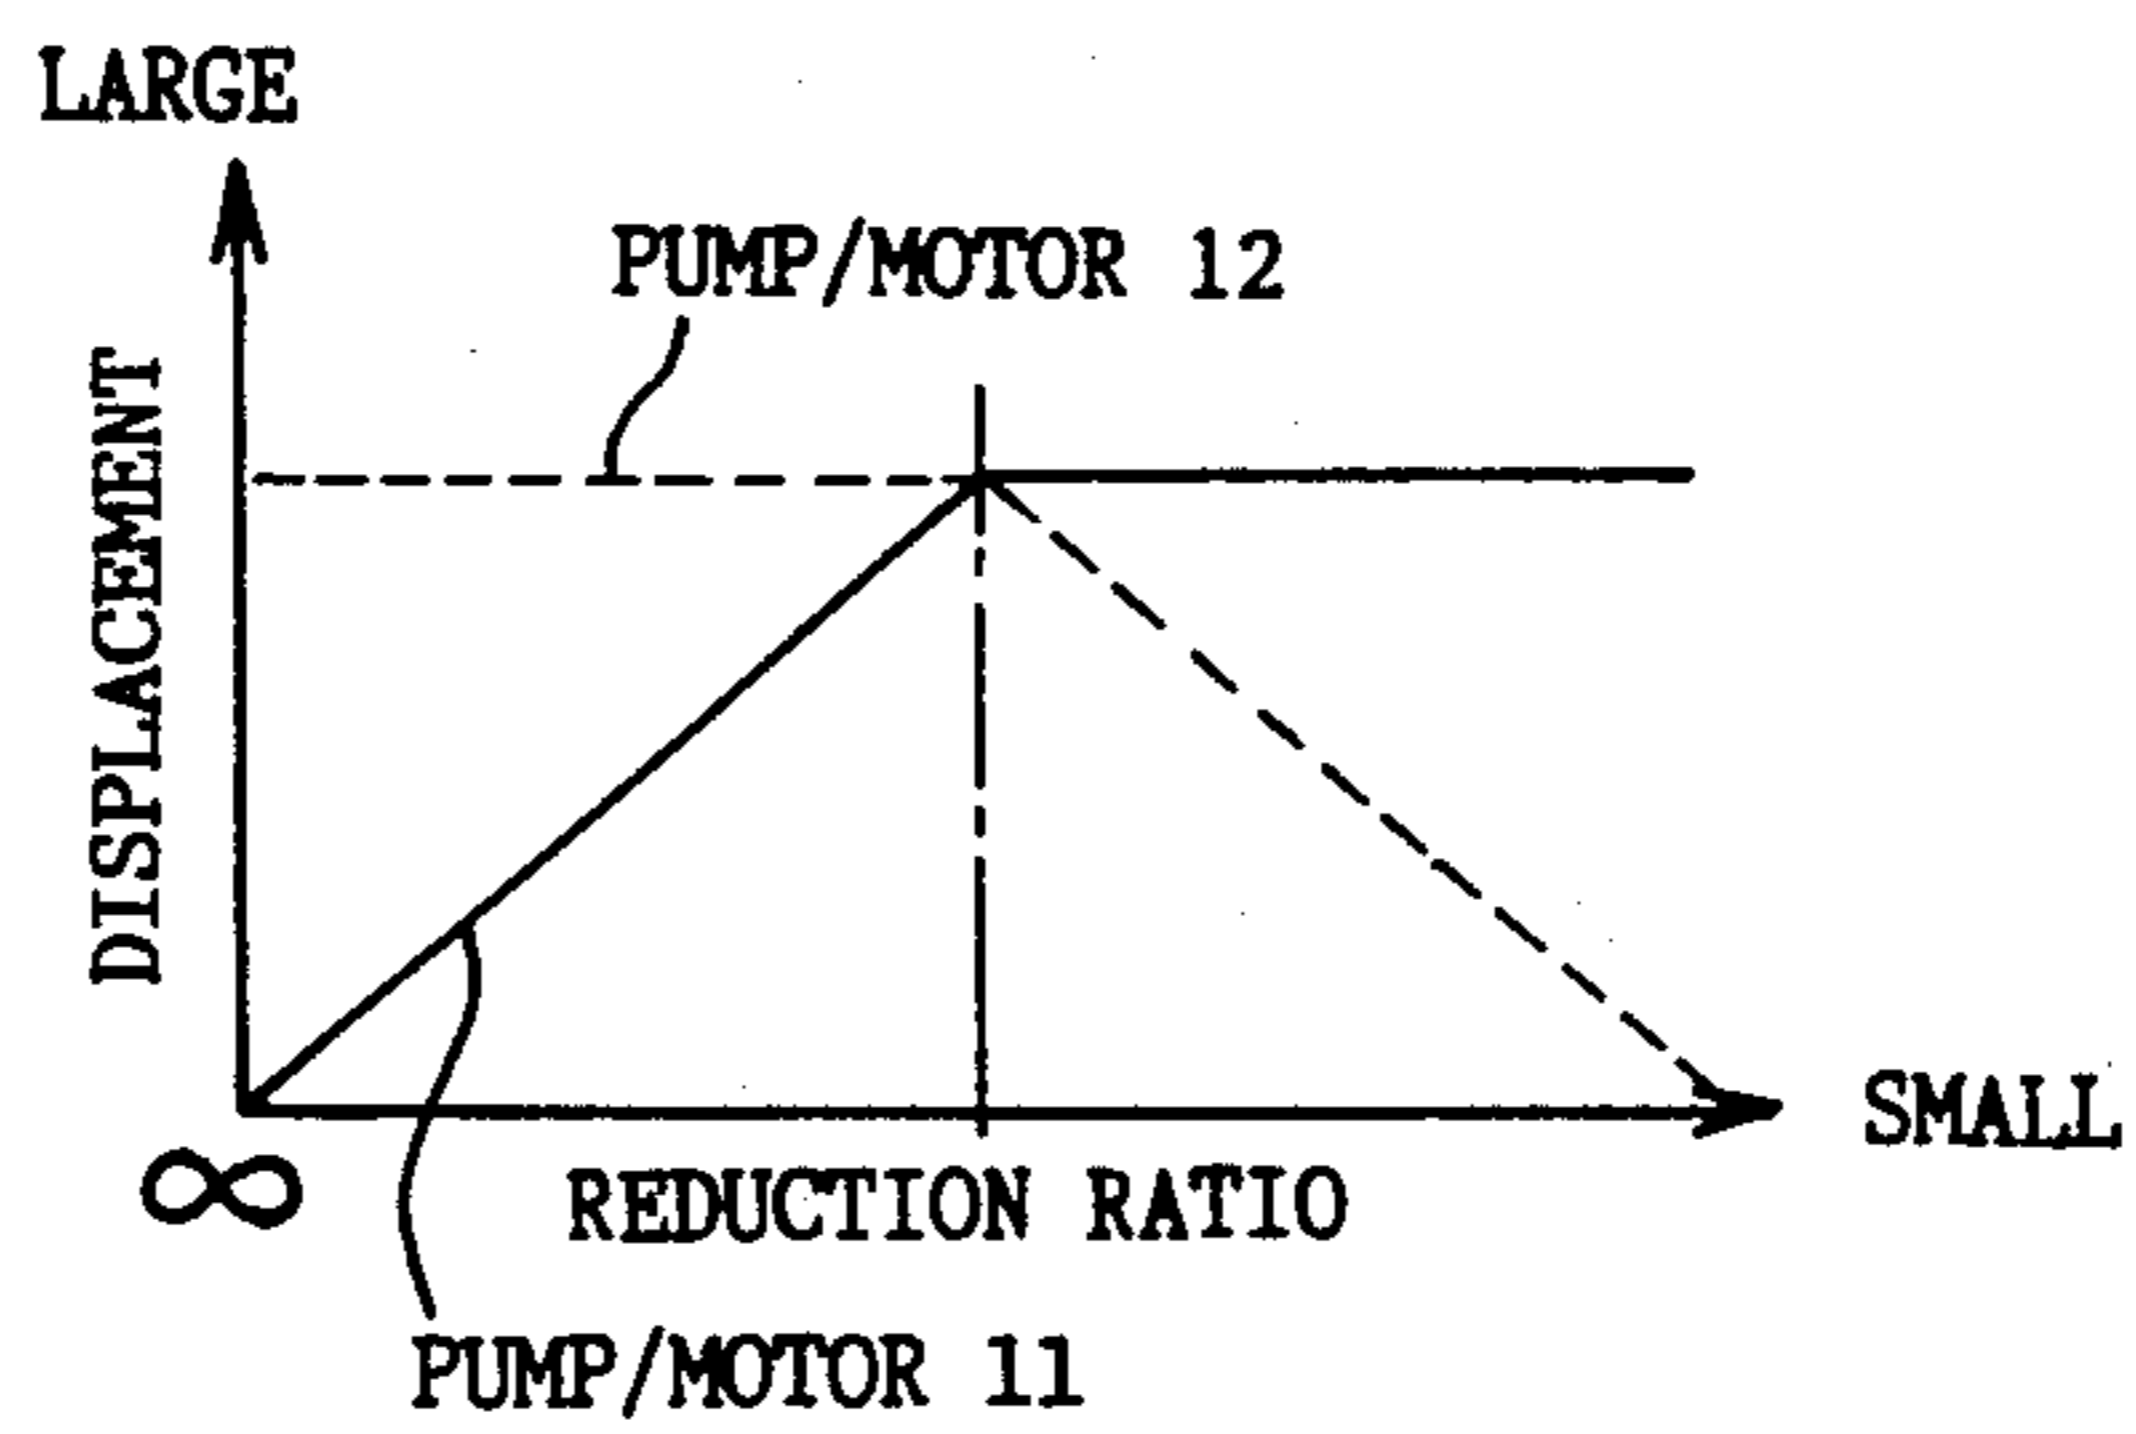 LARGE
PUMP/MOTOR 12
DISPLACEMENT
SMALL
∞
REDUCTION RATIO
PUMP/MOTOR 11